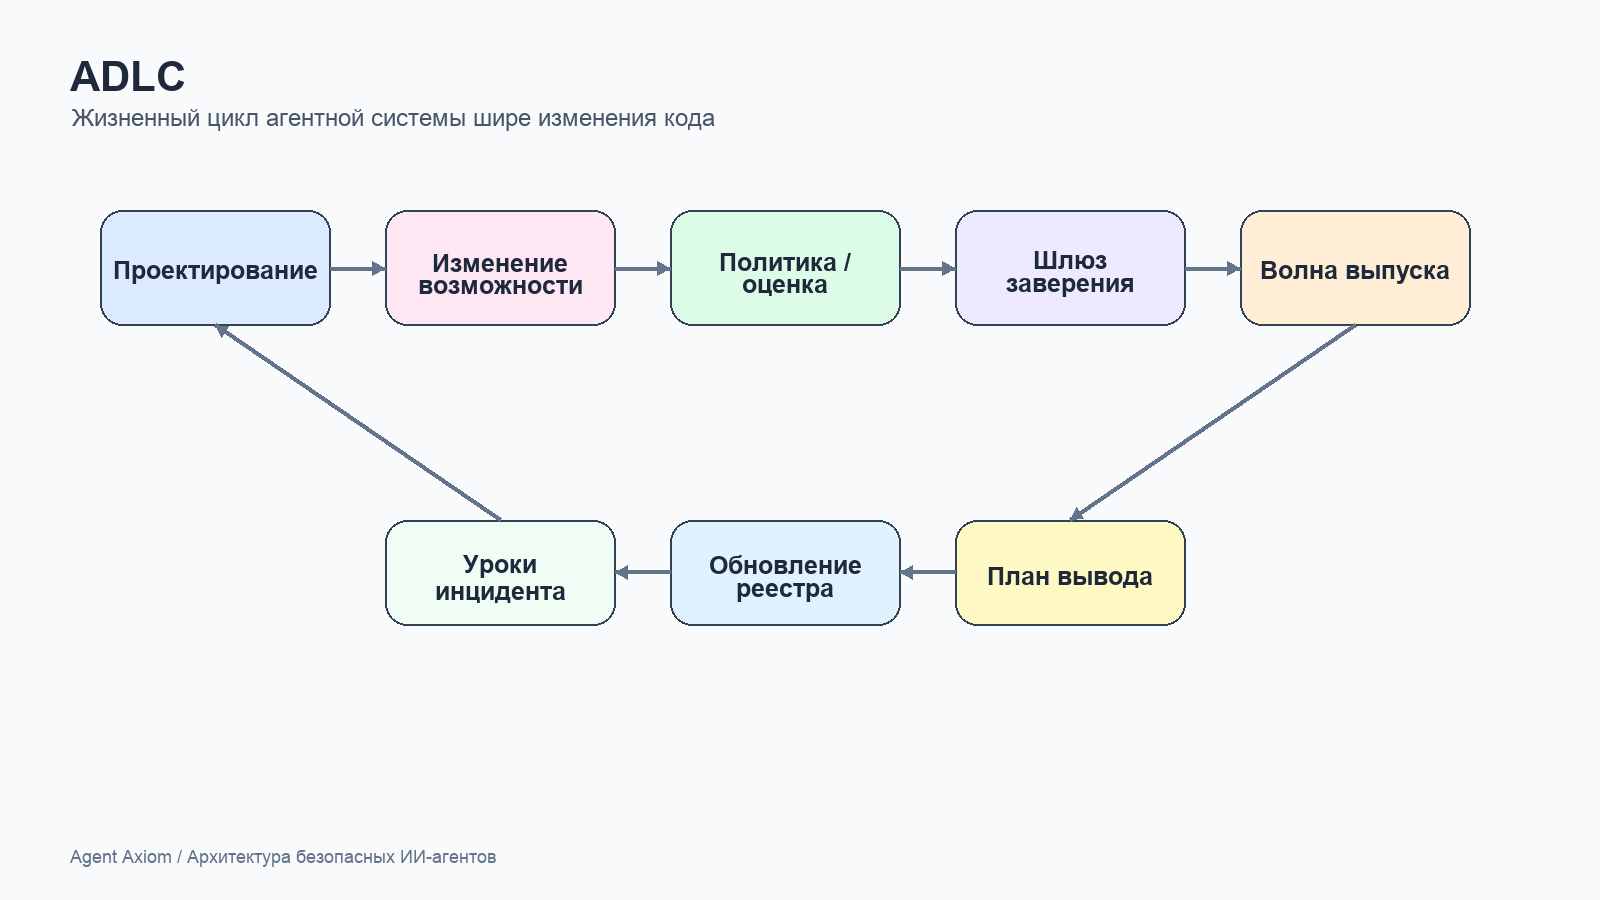 ADLC
Жизненный цикл агентной системы шире изменения кода
Проектирование
Изменение
возможности
Политика /
оценка
Шлюз
заверения
Волна выпуска
Уроки
инцидента
Обновление
реестра
План вывода
Agent Axiom / Архитектура безопасных ИИ-агентов